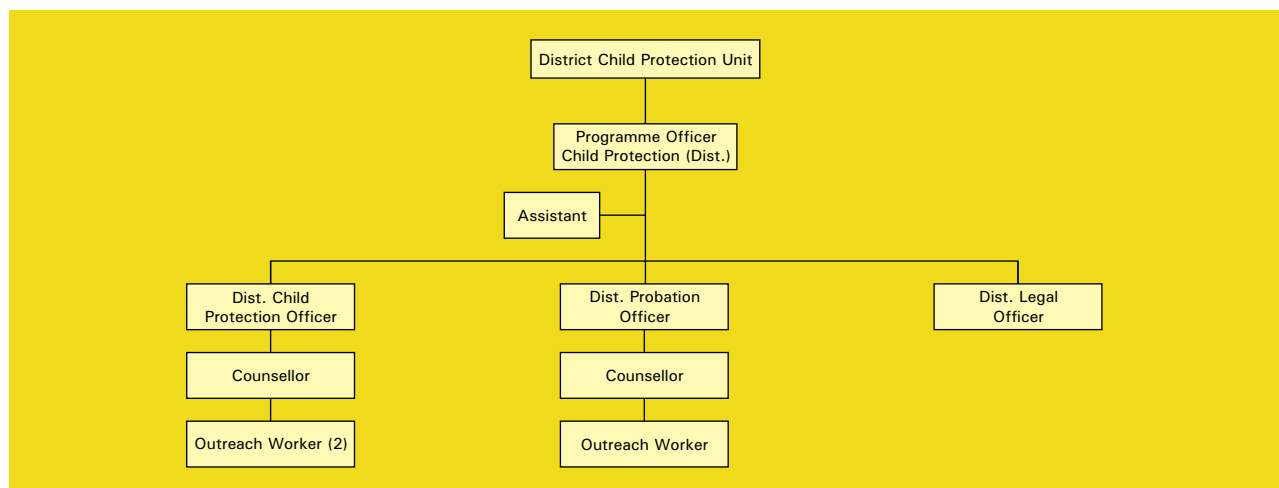 District Child Protection Unit
Programme Officer
Child Protection (Dist.)
Assistant
Dist. Child
Protection Officer
Dist. Probation
Officer
Dist. Legal
Officer
Counsellor
Counsellor
Outreach Worker (2)
Outreach Worker